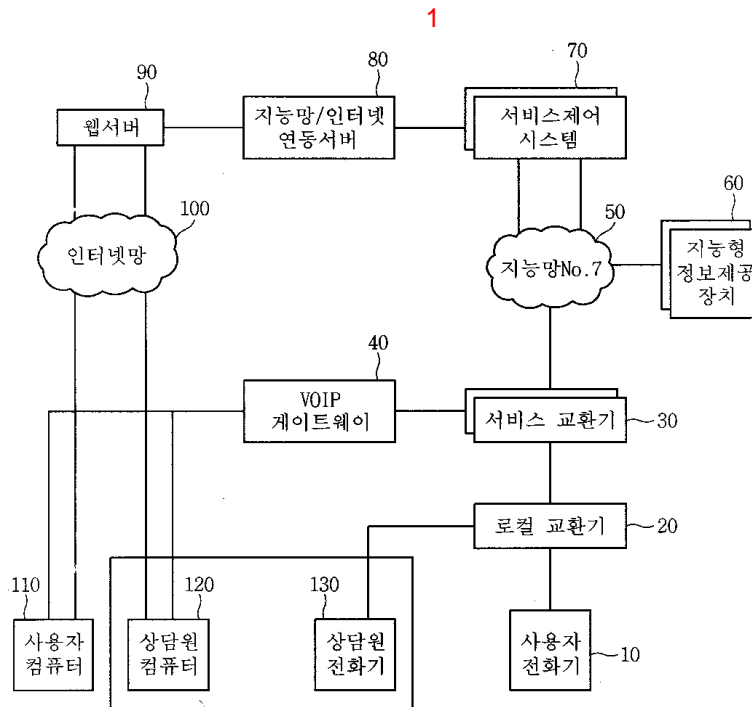 1
70
80
90
지능망/인터넷
연동서버
서비스제어
시스템
웹서버
60
100
50
지능형
정보제공
장치
인터넷망
지능망No.7
40
VOIP
게이트웨이
서비스 교환기
30
로컬 교환기
20
110
120
130
사용자
컴퓨터
상담원
컴퓨터
상담원
전화기
사용자
전화기
10